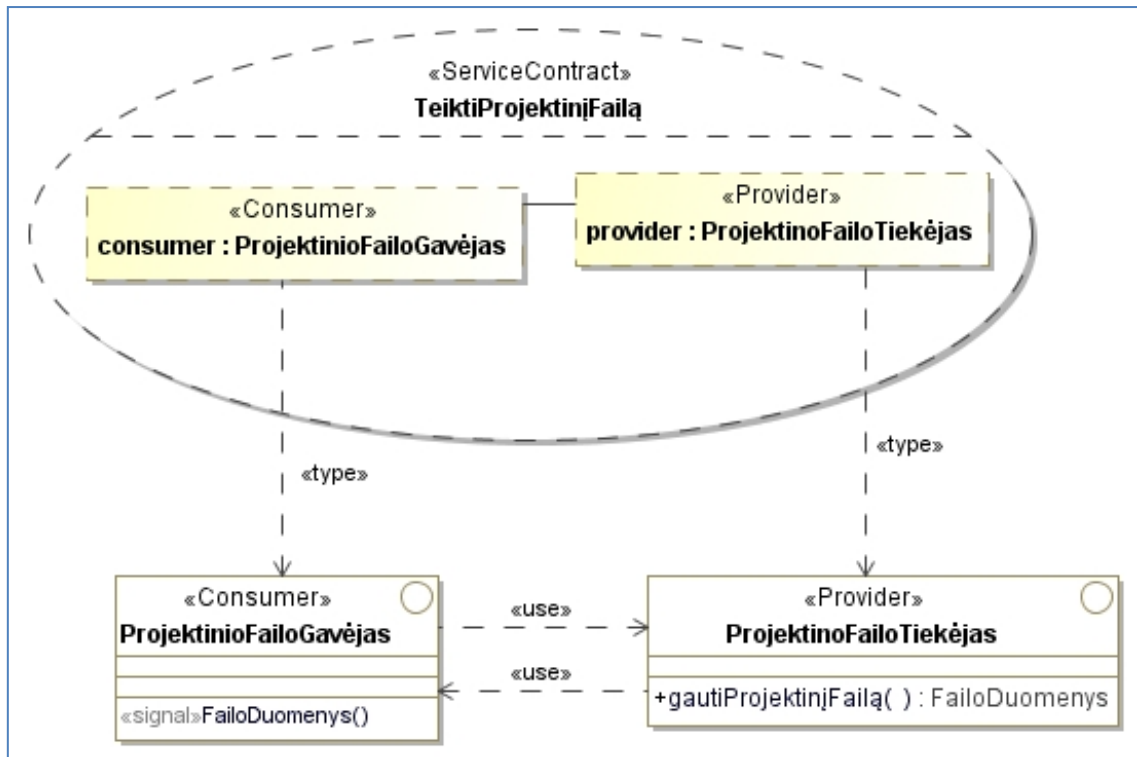 «ServiceContract»
TeiktiProjektinįFailą
«Consumer»
consumer : ProjektinioFailoGavėjas
«Provider»
provider : ProjektinoFailoTiekėjas
«type»
«type»
«Consumer»
ProjektinioFailoGavėjas
«signal»FailoDuomenys()
«use»
«use»
«Provider»
ProjektinoFailoTiekėjas
+gautiProjektinįFailą( ) : FailoDuomenys